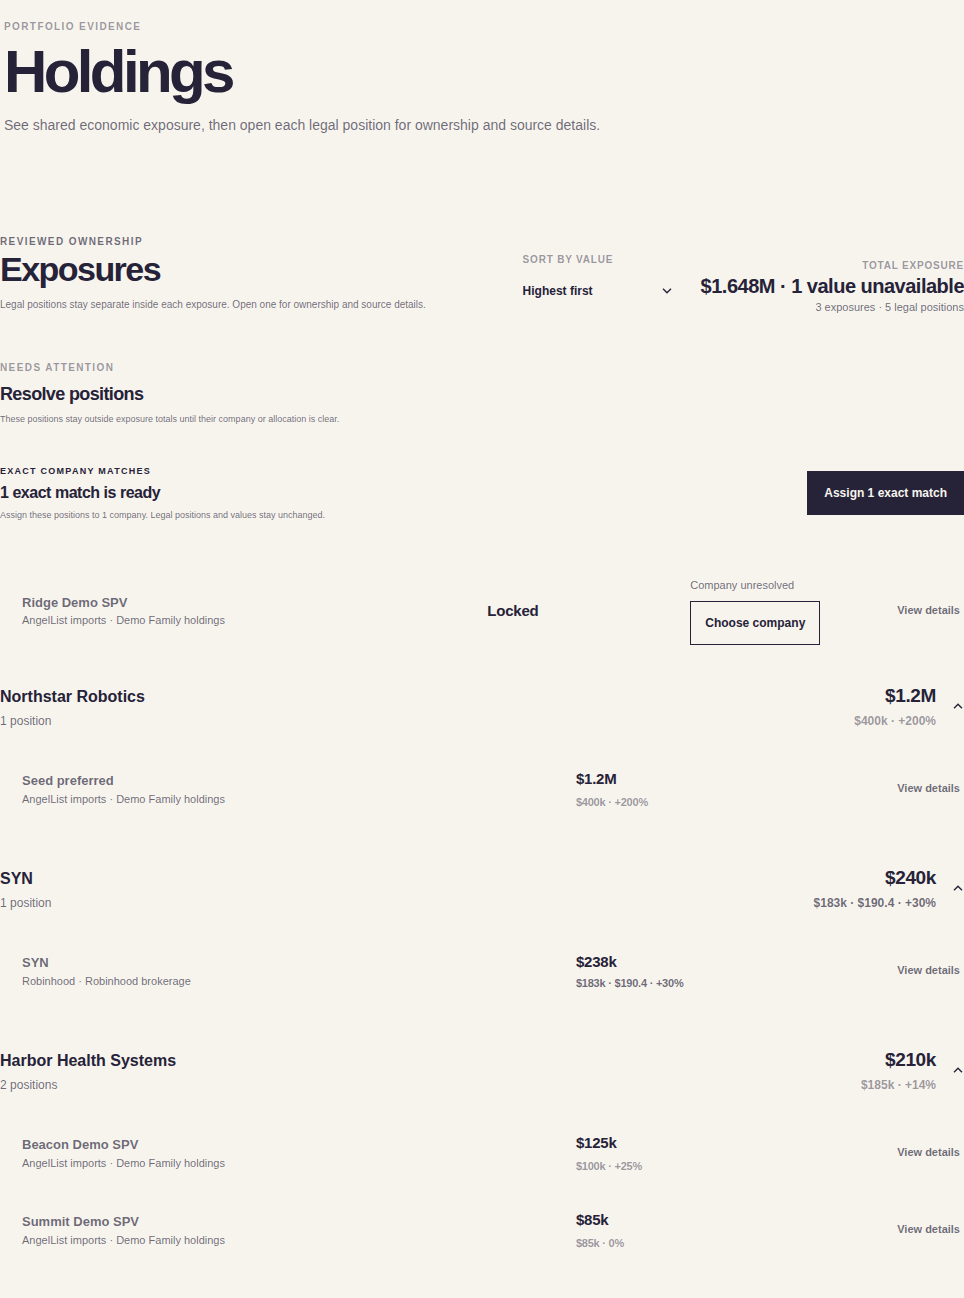 PORTFOLIO EVIDENCE
Holdings
See shared economic exposure, then open each legal position for ownership and source details.
REVIEWED OWNERSHIP
Exposures
Legal positions stay separate inside each exposure. Open one for ownership and source details.
SORT BY VALUE
Highest first
TOTAL EXPOSURE
$1.648M · 1 value unavailable
3 exposures · 5 legal positions
NEEDS ATTENTION
Resolve positions
These positions stay outside exposure totals until their company or allocation is clear.
EXACT COMPANY MATCHES
1 exact match is ready
Assign these positions to 1 company. Legal positions and values stay unchanged.
Assign 1 exact match
Ridge Demo SPV
AngelList imports · Demo Family holdings
Locked
Company unresolved
Choose company
View details
Northstar Robotics
1 position
$1.2M
$400k · +200%
Seed preferred
AngelList imports · Demo Family holdings
$1.2M
$400k · +200%
View details
SYN
1 position
$240k
$183k · $190.4 · +30%
SYN
Robinhood · Robinhood brokerage
$238k
$183k · $190.4 · +30%
View details
Harbor Health Systems
2 positions
$210k
$185k · +14%
Beacon Demo SPV
AngelList imports · Demo Family holdings
$125k
$100k · +25%
View details
Summit Demo SPV
AngelList imports · Demo Family holdings
$85k
$85k · 0%
View details